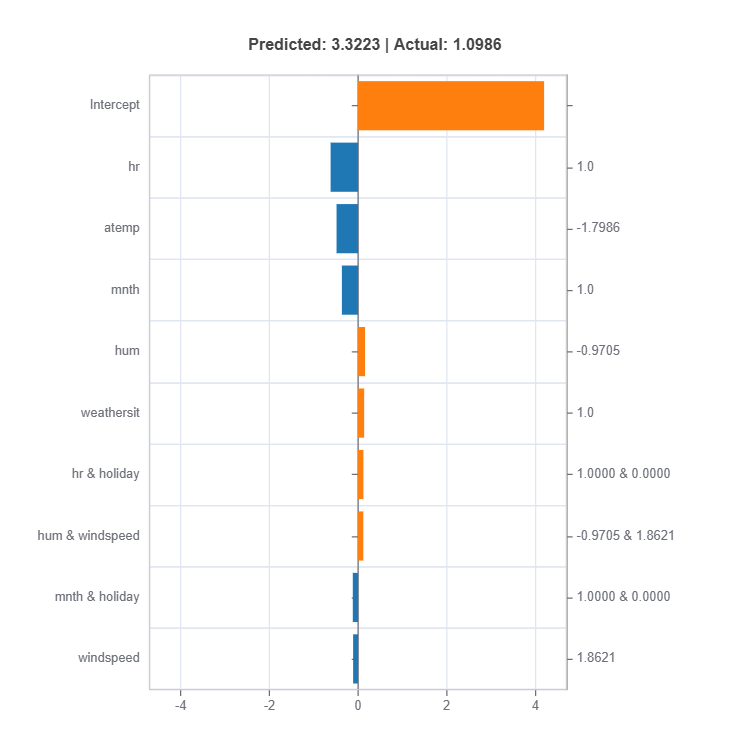 Predicted: 3.3223 | Actual: 1.0986
Intercept
hr 1.0
atemp -1.7986
mnth 1.0
hum -0.9705
weathersit 1.0
hr & holiday 1.0000 & 0.0000
hum & windspeed -0.9705 & 1.8621
mnth & holiday 1.0000 & 0.0000
windspeed 1.8621
-4 -2 0 2 4